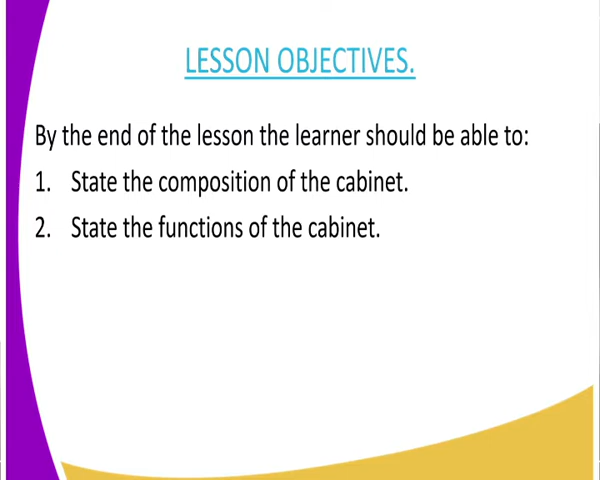 LESSON OBJECTIVES.
By the end of the lesson the learner should be able to:
1. State the composition of the cabinet.
2. State the functions of the cabinet.